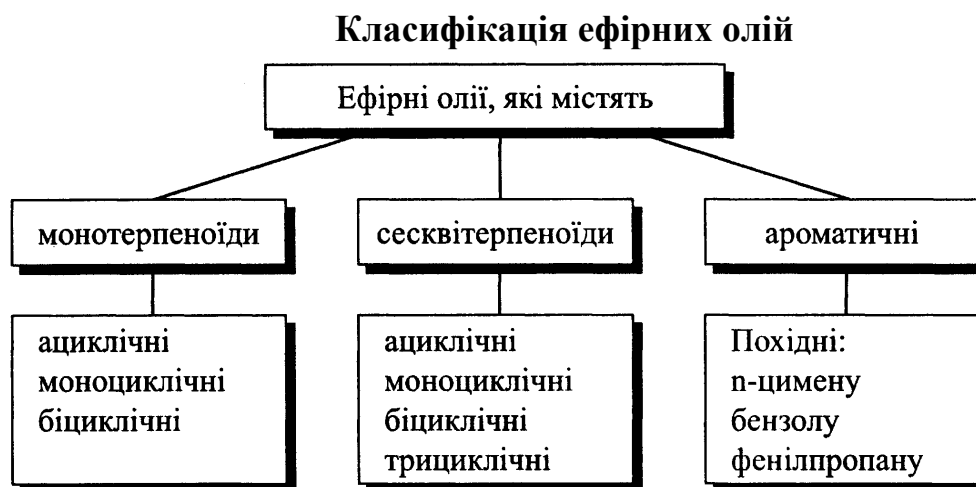 Класифікація ефірних олій
Ефірні олії, які містять
монотерпеноїди
сесквітерпеноїди
ароматичні
ациклічні
моноциклічні
біциклічні
ациклічні
моноциклічні
біциклічні
трициклічні
Похідні:
n-цимену
бензолу
фенілпропану